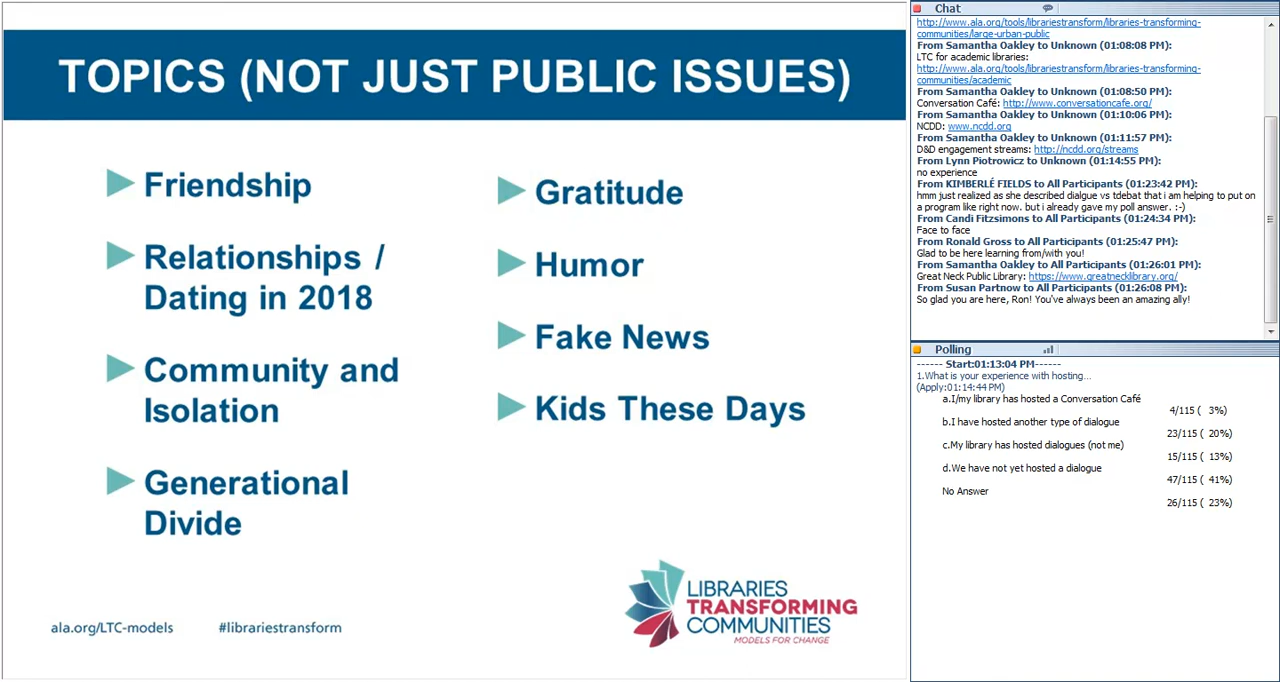 TOPICS (NOT JUST PUBLIC ISSUES)
Friendship
Relationships /
Dating in 2018
Community and
Isolation
Generational
Divide
Gratitude
Humor
Fake News
Kids These Days
ala.org/LTC-models
#librariestransform
LIBRARIES
TRANSFORMING
COMMUNITIES
MODELS FOR CHANGE
Chat
http://www.ala.org/tools/librariestransform/libraries-transforming-
communities/large-urban-public
From Samantha Oakley to Unknown (01:08:08 PM):
LTC for academic libraries:
http://www.ala.org/tools/librariestransform/libraries-transforming-
communities/academic
From Samantha Oakley to Unknown (01:08:50 PM):
Conversation Café: http://www.conversationcafe.org/
From Samantha Oakley to Unknown (01:10:06 PM):
NCDD: www.ncdd.org
From Samantha Oakley to Unknown (01:11:57 PM):
D&D engagement streams: http://ncdd.org/streams
From Lynn Piotrowicz to Unknown (01:14:55 PM):
no experience
From KIMBERLÉ FIELDS to All Participants (01:23:42 PM):
hmm just realized as she described dialgue vs tdebat that i am helping to put on
a program like right now. but i already gave my poll answer. :-)
From Candi Fitzsimons to All Participants (01:24:34 PM):
Face to face
From Ronald Gross to All Participants (01:25:47 PM):
Glad to be here learning from/with you!
From Samantha Oakley to All Participants (01:26:01 PM):
Great Neck Public Library: https://www.greatnecklibrary.org/
From Susan Partnow to All Participants (01:26:08 PM):
So glad you are here, Ron! You've always been an amazing ally!
Polling
------ Start:01:13:04 PM------
1.What is your experience with hosting...
(Apply:01:14:44 PM)
a.I/my library has hosted a Conversation Café
4/115 ( 3%)
b.I have hosted another type of dialogue
23/115 ( 20%)
c.My library has hosted dialogues (not me)
15/115 ( 13%)
d.We have not yet hosted a dialogue
47/115 ( 41%)
No Answer
26/115 ( 23%)